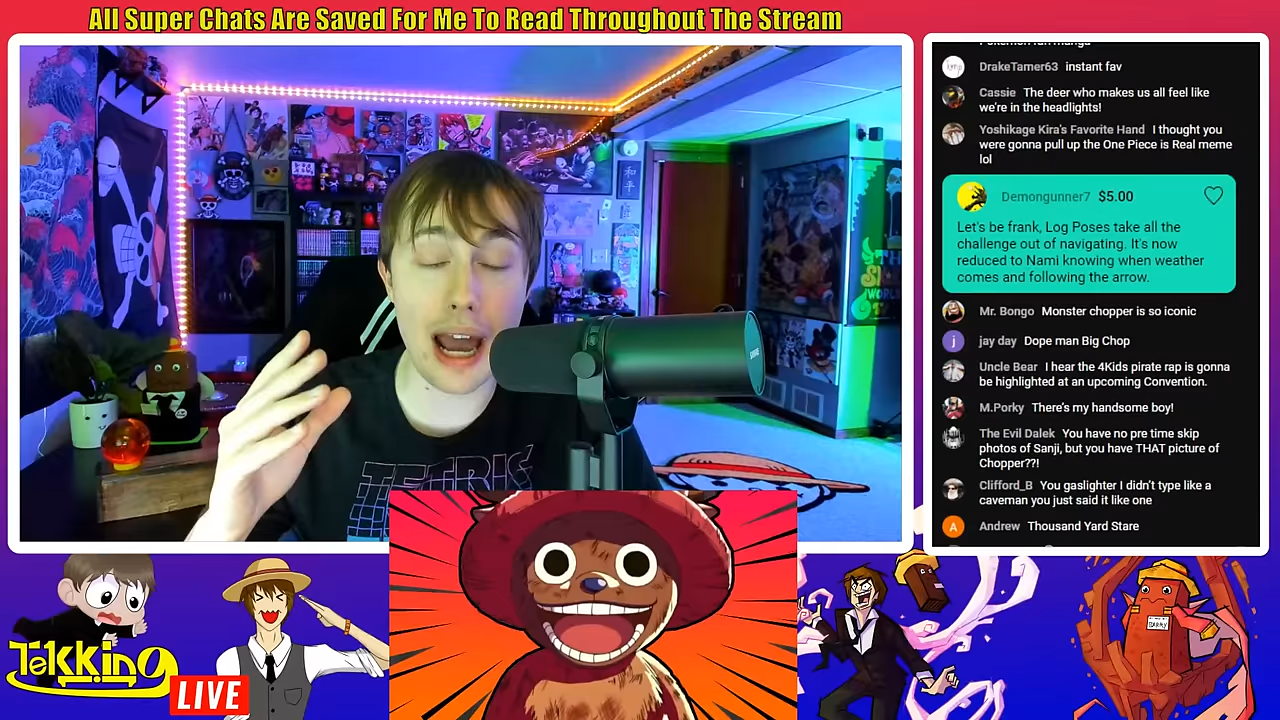 All Super Chats Are Saved For Me To Read Throughout The Stream
DrakeTamer63 instant fav
Cassie The deer who makes us all feel like
we're in the headlights!
Yoshikage Kira's Favorite Hand I thought you
were gonna pull up the One Piece is Real meme
lol
Demongunner7 $5.00
Let's be frank, Log Poses take all the
challenge out of navigating. It's now
reduced to Nami knowing when weather
comes and following the arrow.
Mr. Bongo Monster chopper is so iconic
jay day Dope man Big Chop
Uncle Bear I hear the 4Kids pirate rap is gonna
be highlighted at an upcoming Convention.
M.Porky There's my handsome boy!
The Evil Dalek You have no pre time skip
photos of Sanji, but you have THAT picture of
Chopper??!
Clifford_B You gaslighter I didn't type like a
caveman you just said it like one
A
Andrew Thousand Yard Stare
TETRIS
Tekking
LIVE
BARRY